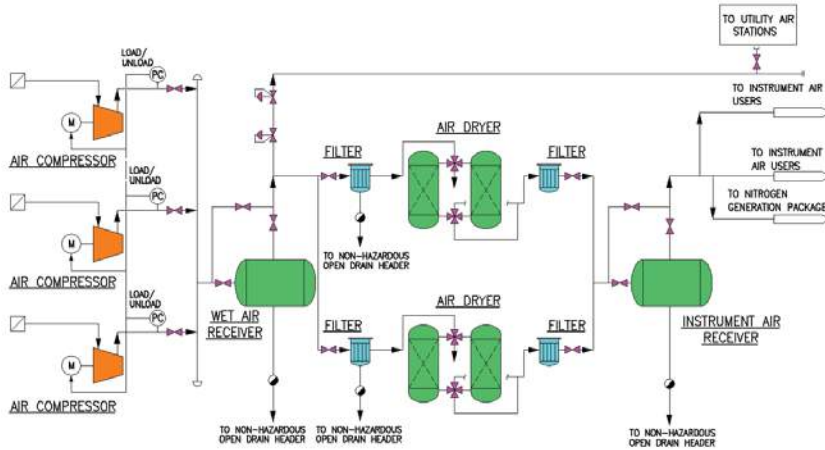 TO UTILITY AIR
STATIONS
LOAD/
UNLOAD
PC
M
AIR COMPRESSOR
LOAD/
UNLOAD
PC
M
AIR COMPRESSOR
LOAD/
UNLOAD
PC
M
AIR COMPRESSOR
WET AIR
RECEIVER
TO NON-HAZARDOUS
OPEN DRAIN HEADER
FILTER
AIR DRYER
FILTER
TO NON-HAZARDOUS
OPEN DRAIN HEADER
FILTER
AIR DRYER
FILTER
TO NON-HAZARDOUS
OPEN DRAIN HEADER
TO INSTRUMENT AIR
USERS
TO INSTRUMENT
AIR USERS
TO NITROGEN
GENERATION PACKAGE
INSTRUMENT AIR
RECEIVER
TO NON-HAZARDOUS
OPEN DRAIN HEADER